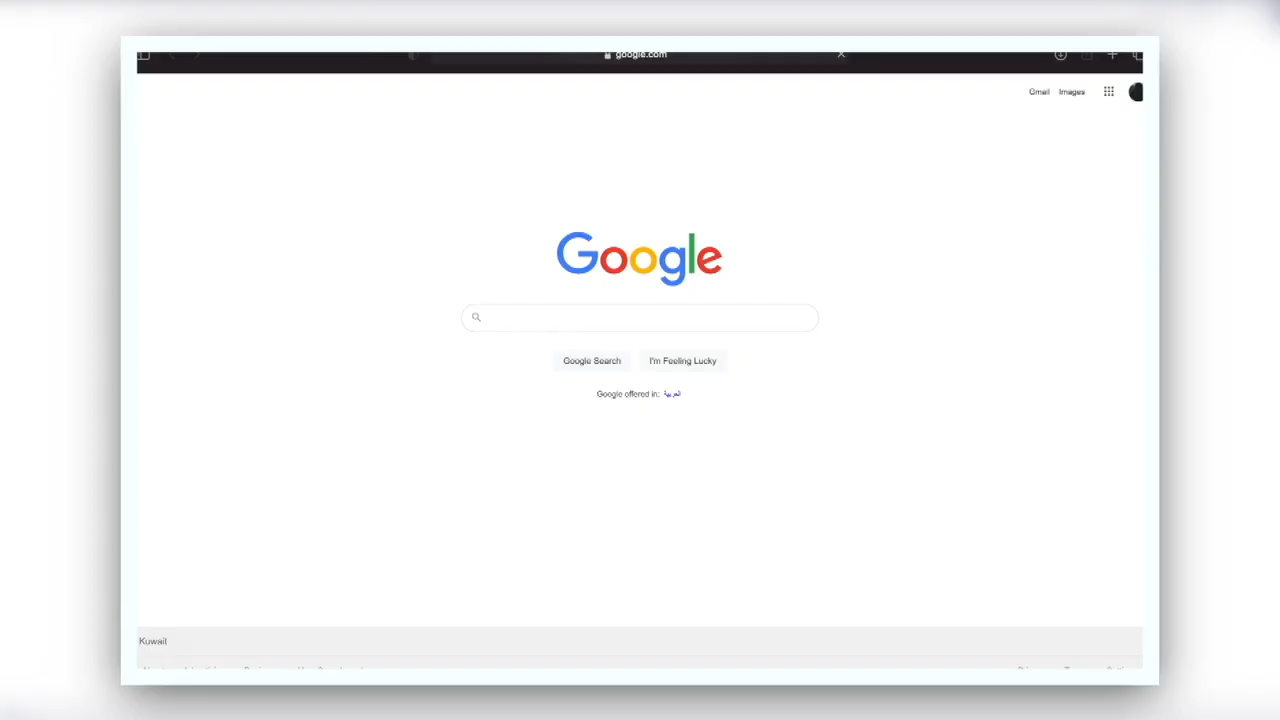 google.com
Gmail Images
Google
Google Search I'm Feeling Lucky
Google offered in: العربية
Kuwait